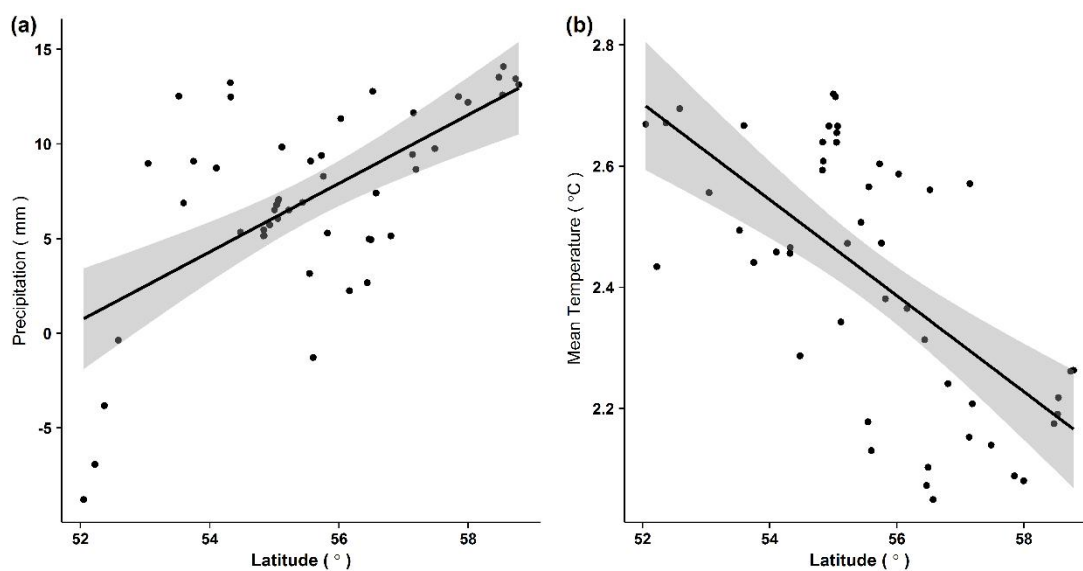 (a)
15
10
5
0
-5
Precipitation ( mm )
52
54
56
58
Latitude ( ° )
(b)
2.8
2.6
2.4
2.2
Mean Temperature ( °C )
52
54
56
58
Latitude ( ° )